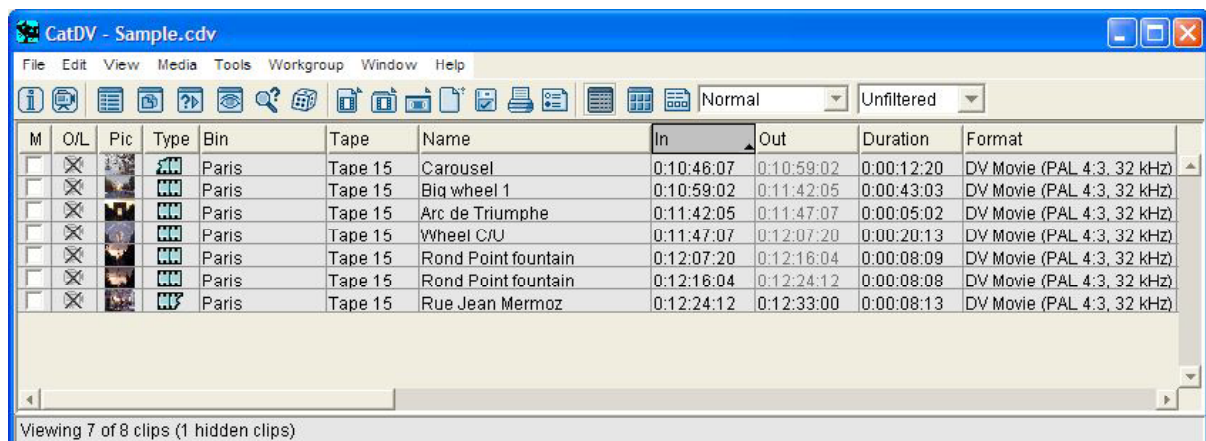 CatDV - Sample.cdv
File Edit View Media Tools Workgroup Window Help
Normal Unfiltered
M O/L Pic Type Bin Tape Name In Out Duration Format
Paris Tape 15 Carousel 0:10:46:07 0:10:59:02 0:00:12:20 DV Movie (PAL 4:3, 32 kHz)
Paris Tape 15 Big wheel 1 0:10:59:02 0:11:42:05 0:00:43:03 DV Movie (PAL 4:3, 32 kHz)
Paris Tape 15 Arc de Triumphe 0:11:42:05 0:11:47:07 0:00:05:02 DV Movie (PAL 4:3, 32 kHz)
Paris Tape 15 Wheel C/U 0:11:47:07 0:12:07:20 0:00:20:13 DV Movie (PAL 4:3, 32 kHz)
Paris Tape 15 Rond Point fountain 0:12:07:20 0:12:16:04 0:00:08:09 DV Movie (PAL 4:3, 32 kHz)
Paris Tape 15 Rond Point fountain 0:12:16:04 0:12:24:12 0:00:08:08 DV Movie (PAL 4:3, 32 kHz)
Paris Tape 15 Rue Jean Mermoz 0:12:24:12 0:12:33:00 0:00:08:13 DV Movie (PAL 4:3, 32 kHz)
Viewing 7 of 8 clips (1 hidden clips)